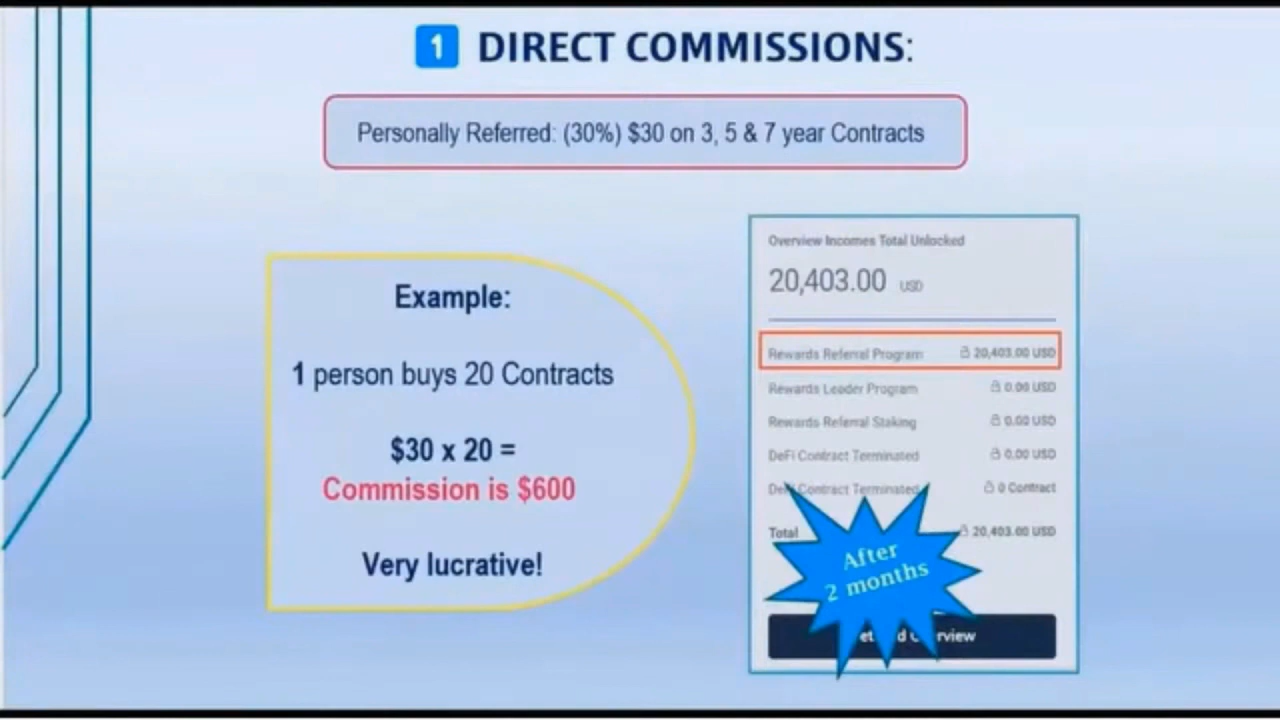 1 DIRECT COMMISSIONS:
Personally Referred: (30%) $30 on 3, 5 & 7 year Contracts
Example:
1 person buys 20 Contracts
$30 x 20 =
Commission is $600
Very lucrative!
Overview Incomes Total Unlocked
20,403.00 USD
Rewards Referral Program 20,403.00 USD
Rewards Leader Program 0.00 USD
Rewards Referral Staking 0.00 USD
DeFi Contract Terminated 0.00 USD
Contract Terminated 0 Contract
Total 20,403.00 USD
After
2 months